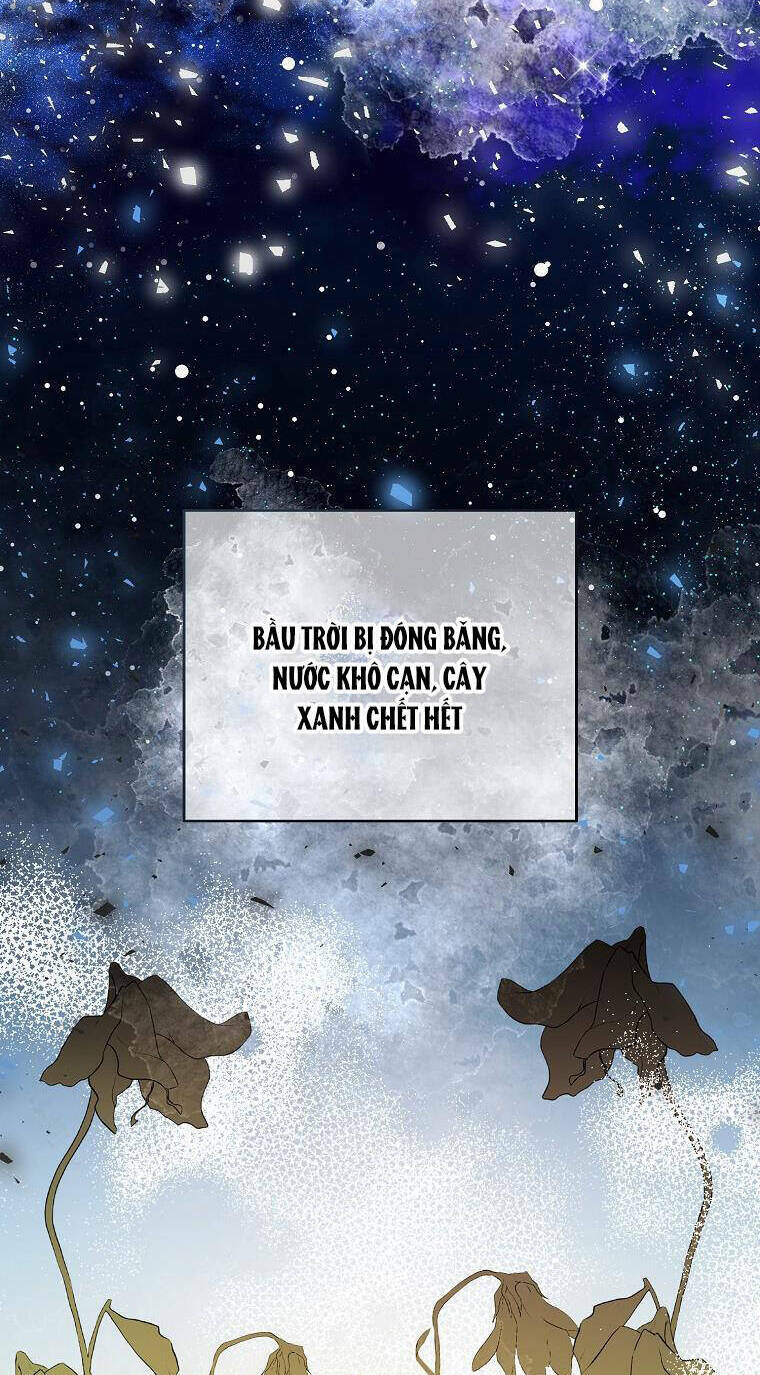 BẦU TRỜI BỊ ĐÓNG BĂNG,
NƯỚC KHÔ CẠN, CÂY
XANH CHẾT HẾT